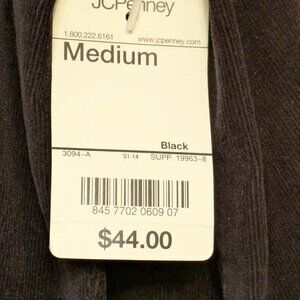 JCPenney
1.800.222.6161 www.jcpenney.com
Medium
Black
3094-A S1-14 SUPP. 19963-8
845 7702 0609 07
$44.00